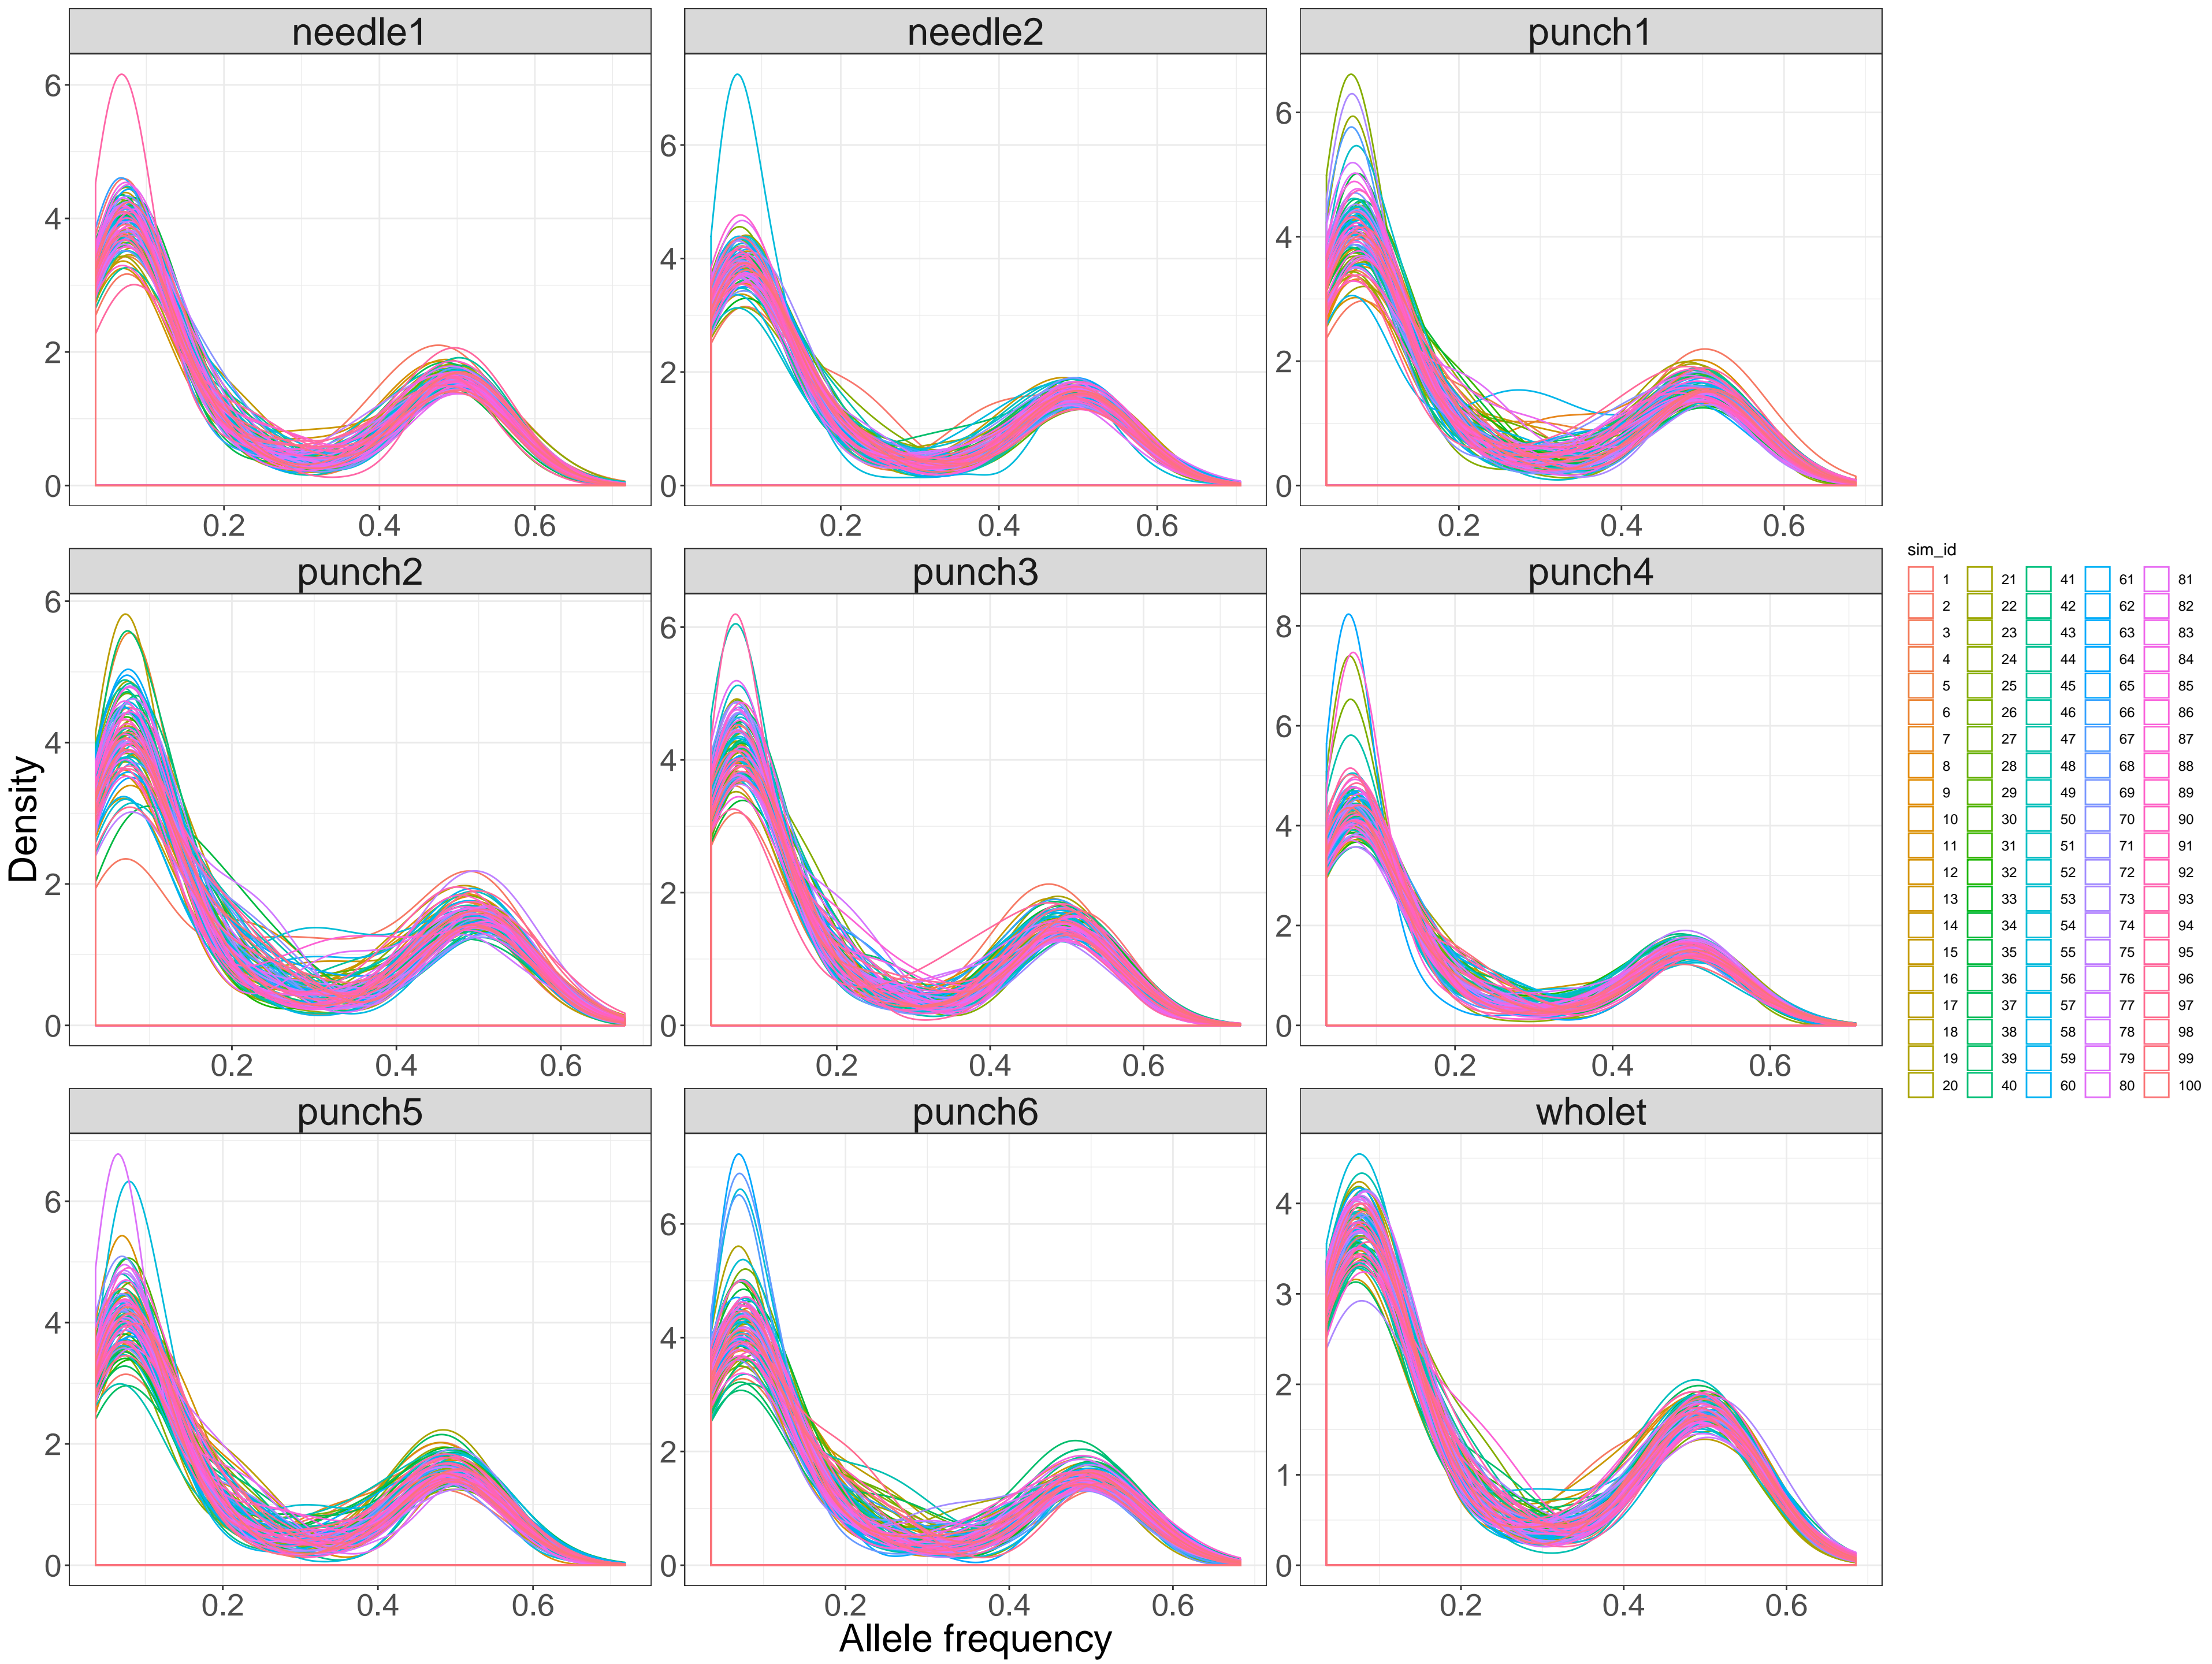 needle1 needle2 punch1
6 6 6
4 4 4
2 2 2
0 0 0
0.2 0.4 0.6 0.2 0.4 0.6 0.2 0.4 0.6
punch2 punch3 punch4
6 6 8
4 4 6
2 2 4
0 0 2
0
0.2 0.4 0.6 0.2 0.4 0.6 0.2 0.4 0.6
punch5 punch6 wholet
6 6 4
4 4 3
2 2 2
0 0 1
0
0.2 0.4 0.6 0.2 0.4 0.6 0.2 0.4 0.6
Density
Allele frequency
sim_id
1 21 41 61 81
2 22 42 62 82
3 23 43 63 83
4 24 44 64 84
5 25 45 65 85
6 26 46 66 86
7 27 47 67 87
8 28 48 68 88
9 29 49 69 89
10 30 50 70 90
11 31 51 71 91
12 32 52 72 92
13 33 53 73 93
14 34 54 74 94
15 35 55 75 95
16 36 56 76 96
17 37 57 77 97
18 38 58 78 98
19 39 59 79 99
20 40 60 80 100